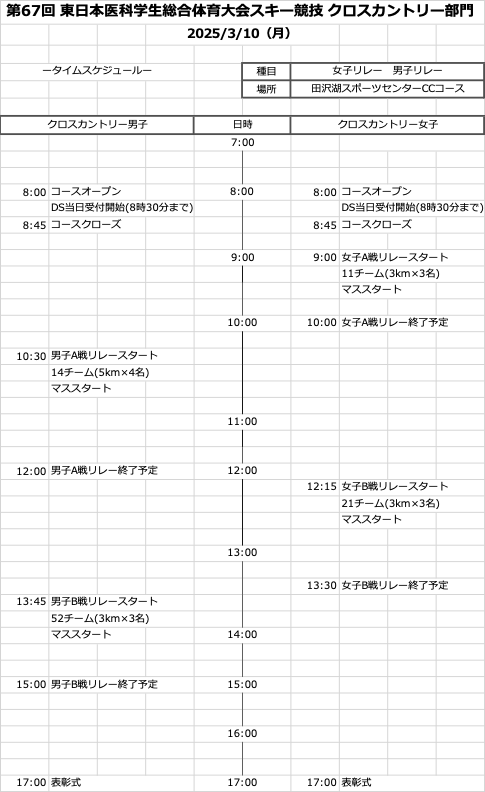 第67回 東日本医科学生総合体育大会スキー競技 クロスカントリー部門
2025/3/10（月）
ータイムスケジュールー
種目 女子リレー　男子リレー
場所 田沢湖スポーツセンターCCコース
クロスカントリー男子 日時 クロスカントリー女子
7:00
8:00 コースオープン 8:00 8:00 コースオープン
DS当日受付開始(8時30分まで) DS当日受付開始(8時30分まで)
8:45 コースクローズ 8:45 コースクローズ
9:00 9:00 女子A戦リレースタート
11チーム(3km×3名)
マススタート
10:00 10:00 女子A戦リレー終了予定
10:30 男子A戦リレースタート
14チーム(5km×4名)
マススタート
11:00
12:00 男子A戦リレー終了予定 12:00
12:15 女子B戦リレースタート
21チーム(3km×3名)
マススタート
13:00
13:30 女子B戦リレー終了予定
13:45 男子B戦リレースタート
52チーム(3km×3名)
マススタート 14:00
15:00 男子B戦リレー終了予定 15:00
16:00
17:00 表彰式 17:00 17:00 表彰式